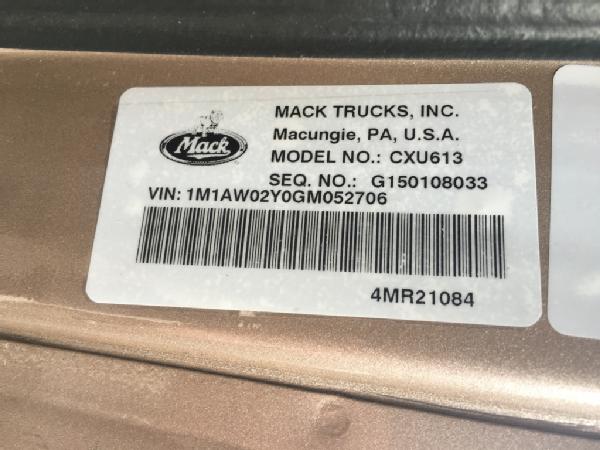 Mack
MACK TRUCKS, INC.
Macungie, PA, U.S.A.
MODEL NO.: CXU613
SEQ. NO.: G150108033
VIN: 1M1AW02Y0GM052706
4MR21084